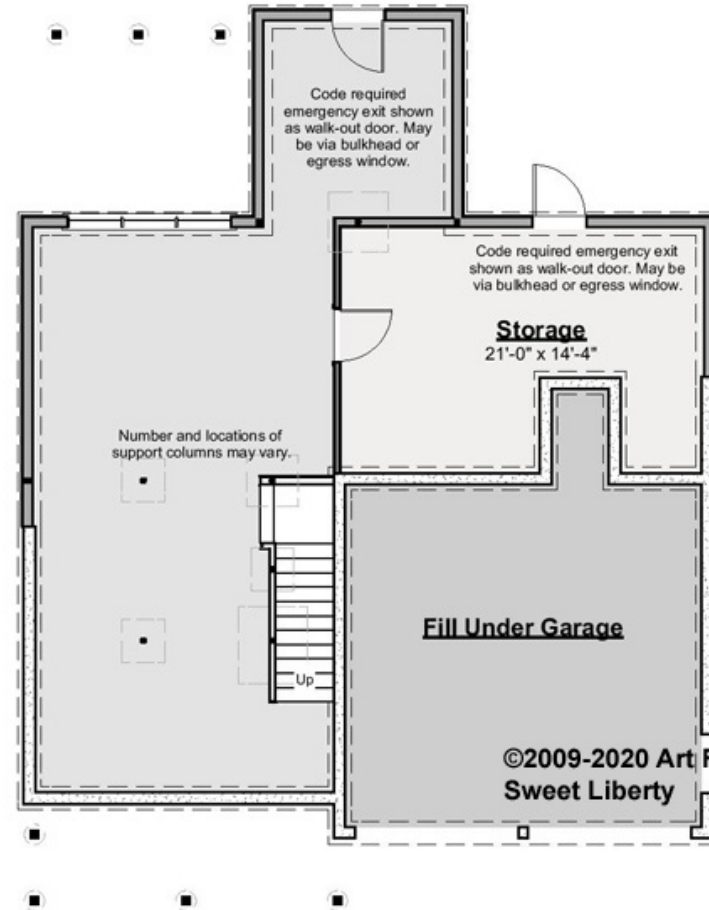 Code required
emergency exit shown
as walk-out door. May
be via bulkhead or
egress window.
Code required emergency exit
shown as walk-out door. May be
via bulkhead or egress window.
Storage
21'-0" x 14'-4"
Number and locations of
support columns may vary.
Fill Under Garage
Up
©2009-2020 Art
Sweet Liberty